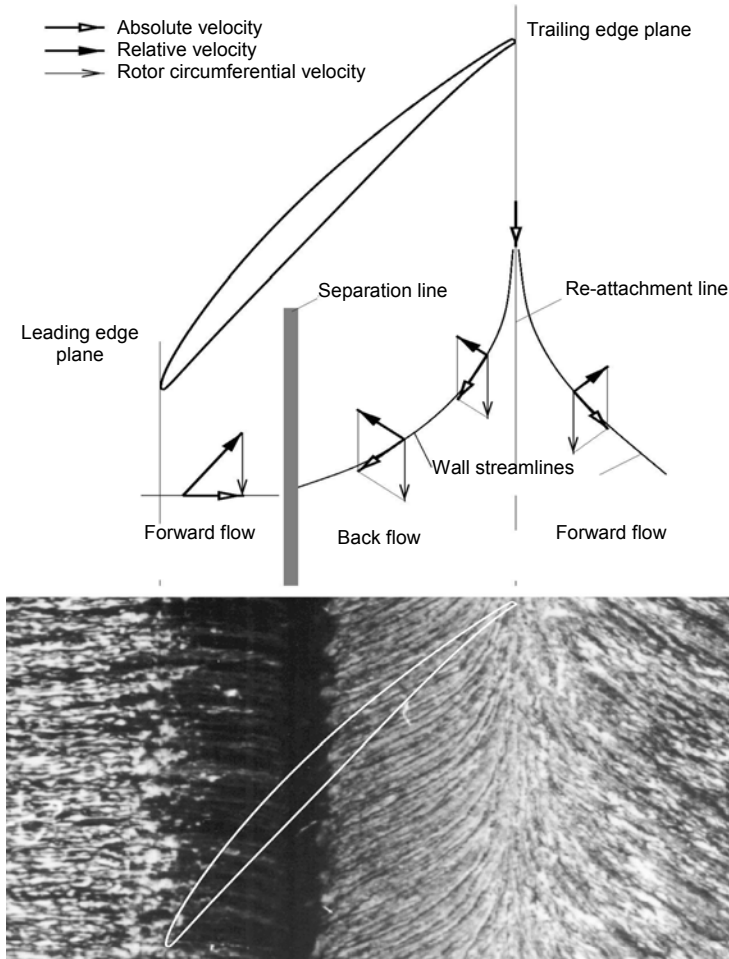 Absolute velocity
Relative velocity
Rotor circumferential velocity
Trailing edge plane
Separation line
Re-attachment line
Leading edge
plane
Wall streamlines
Forward flow
Back flow
Forward flow